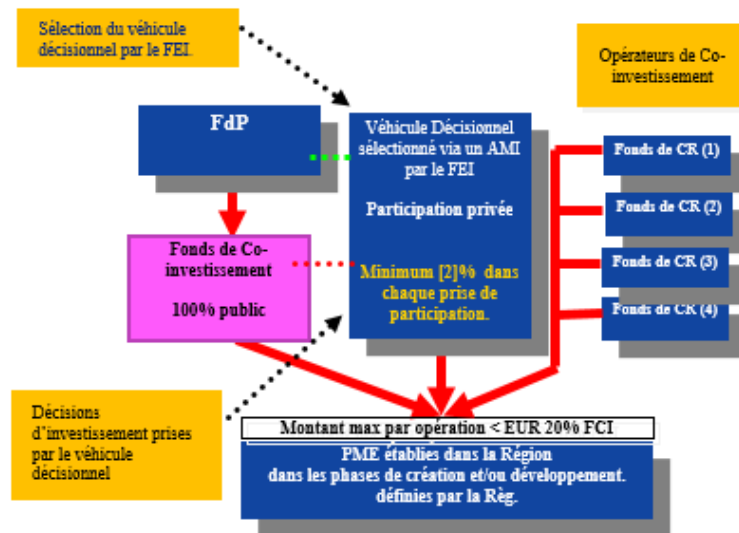 Sélection du véhicule
décisionnel par le FEI.
Opérateurs de Co-
investissement
FdP
Véhicule Décisionnel
sélectionné via un AMI
par le FEI
Participation privée
Minimum [2]% dans
chaque prise de
participation.
Fonds de CR (1)
Fonds de CR (2)
Fonds de CR (3)
Fonds de CR (4)
Fonds de Co-
investissement
100% public
Décisions
d'investissement prises
par le véhicule
décisionnel
Montant max par opération < EUR 20% FCI
PME établies dans la Région
dans les phases de création et/ou développement.
définies par la Règ.